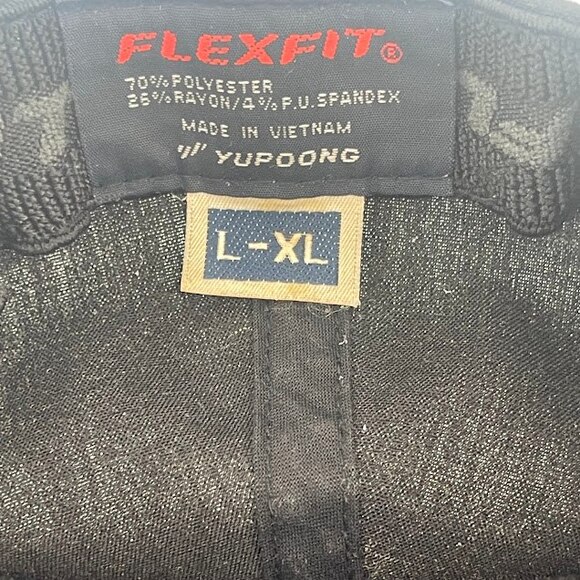 FLEXFIT®
70% POLYESTER
26% RAYON/4% P.U. SPANDEX
MADE IN VIETNAM
YUPOONG
L-XL